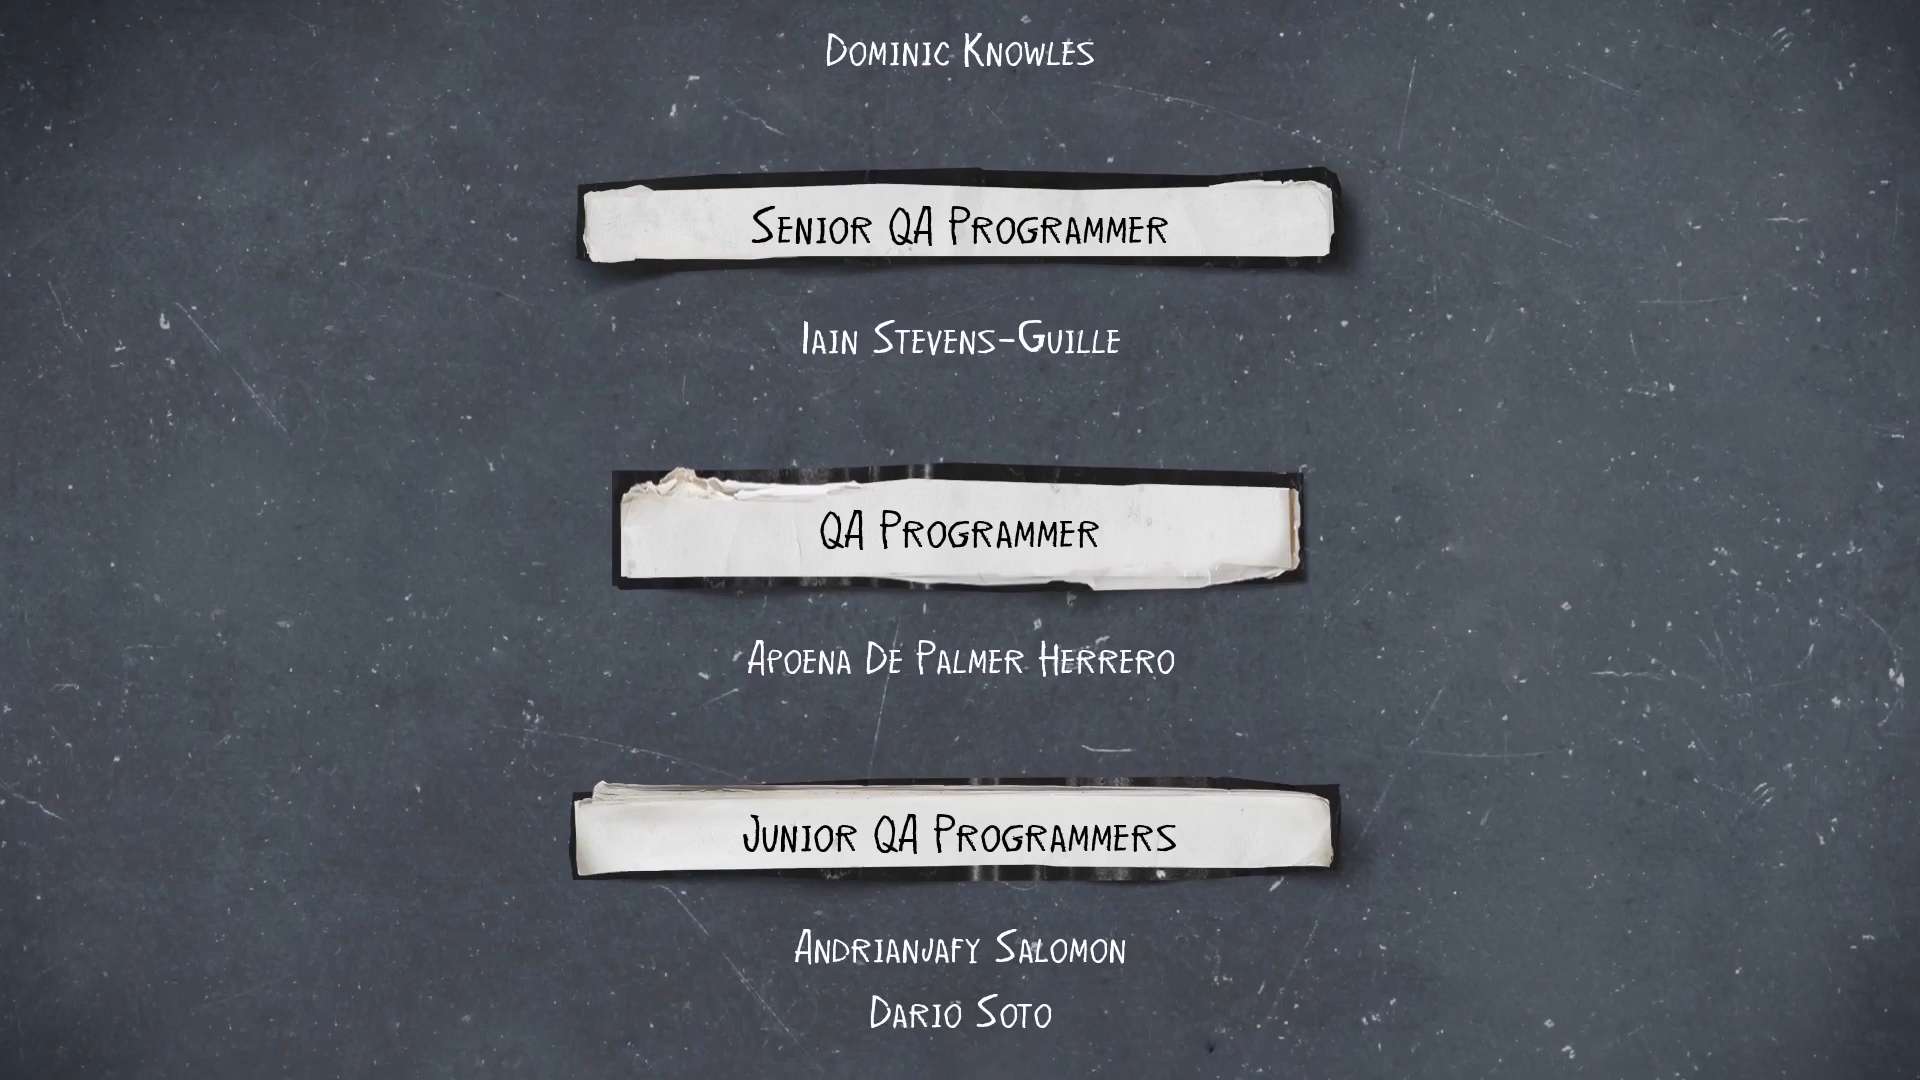 Dominic Knowles
Senior QA Programmer
Iain Stevens-Guille
QA Programmer
Apoena De Palmer Herrero
Junior QA Programmers
Andrianjafy Salomon
Dario Soto